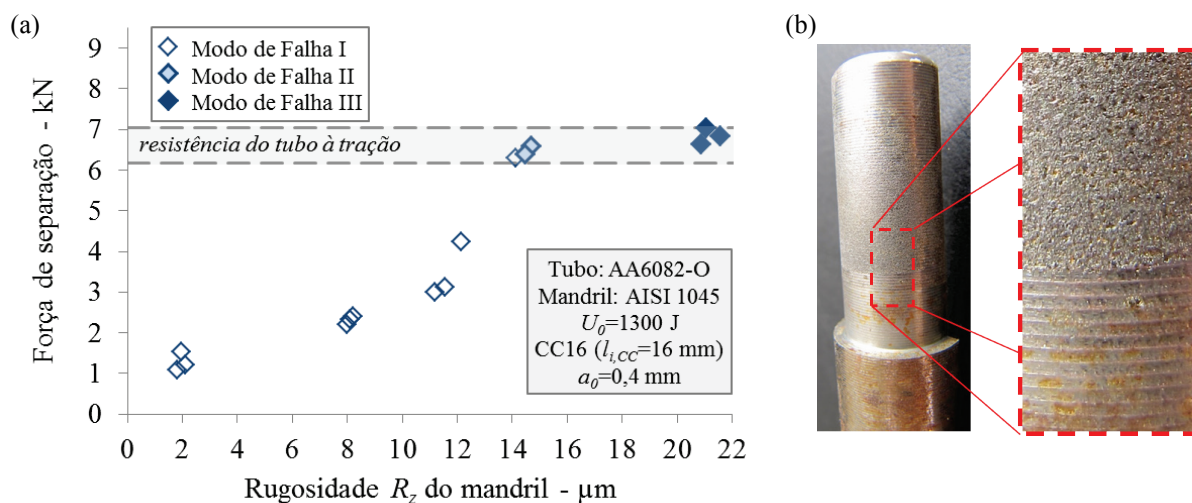 (a)
(b)
9
8
7
6
5
4
3
2
1
0
Força de separação - kN
Modo de Falha I
Modo de Falha II
Modo de Falha III
resistência do tubo à tração
Tubo: AA6082-O
Mandril: AISI 1045
U0=1300 J
CC16 (li,CC=16 mm)
a0=0,4 mm
0 2 4 6 8 10 12 14 16 18 20 22
Rugosidade Rz do mandril - µm